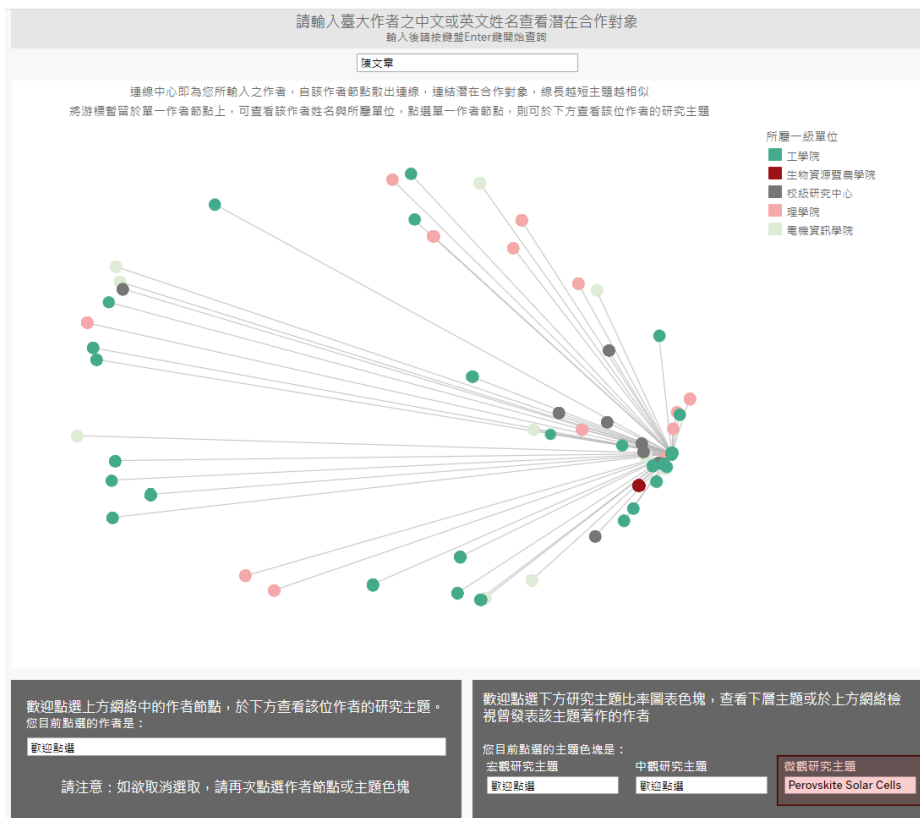 請輸入臺大作者之中文或英文姓名查看潛在合作對象
輸入後請按鍵盤Enter鍵開始查詢
陳文章
連線中心即為您所輸入之作者，自該作者節點散出連線，連結潛在合作對象，線長越短主題越相似
將游標暫留於單一作者節點上，可查看該作者姓名與所屬單位，點選單一作者節點，則可於下方查看該位作者的研究主題
所屬一級單位
工學院
生物資源暨農學院
校級研究中心
理學院
電機資訊學院
歡迎點選上方網絡中的作者節點，於下方查看該位作者的研究主題。
您目前點選的作者是：
歡迎點選
請注意：如欲取消選取，請再次點選作者節點或主題色塊
歡迎點選下方研究主題比率圖表色塊，查看下層主題或於上方網絡檢
視曾發表該主題著作的作者
您目前點選的主題色塊是：
宏觀研究主題
歡迎點選
中觀研究主題
歡迎點選
微觀研究主題
Perovskite Solar Cells